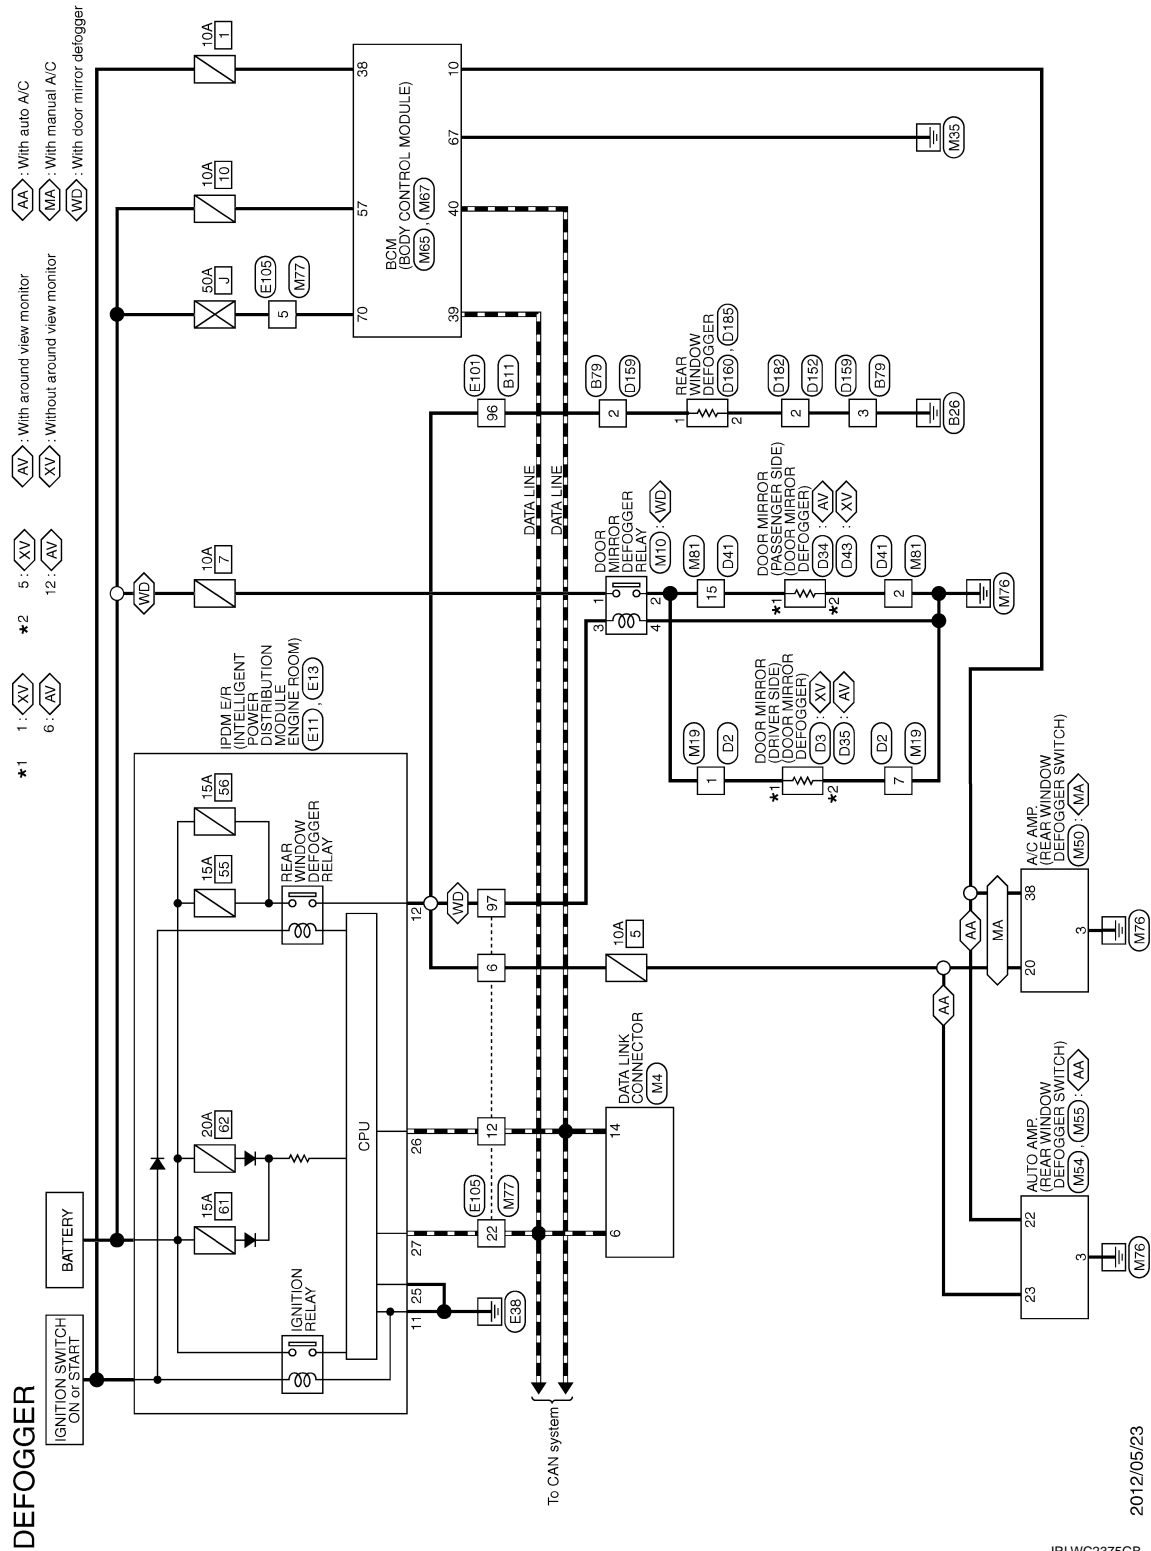 DEFOGGER
IGNITION SWITCH
ON or START
BATTERY
*1
1 : XV
6 : AV
*2
5 : XV
12 : AV
AV : With around view monitor
XV : Without around view monitor
AA : With auto A/C
MA : With manual A/C
WD : With door mirror defogger
IPDM E/R
(INTELLIGENT
POWER
DISTRIBUTION
MODULE
ENGINE ROOM)
E11 , E13
IGNITION
RELAY
15A
61
20A
62
15A
55
15A
56
REAR
WINDOW
DEFOGGER
RELAY
CPU
11
25
27
26
12
E38
WD
10A
7
50A
J
5
E105
M77
10A
10
10A
1
70
57
38
BCM
(BODY CONTROL MODULE)
M65 , M67
39
40
67
10
M35
E105
M77
22
12
6
97
WD
96
E101
B11
DATA LINE
DATA LINE
To CAN system
DATA LINK
CONNECTOR
M4
6
14
10A
5
3
1
4
2
DOOR
MIRROR
DEFOGGER
RELAY
M10 : WD
2
B79
D159
1
2
REAR
WINDOW
DEFOGGER
D160 , D185
2
D182
D152
3
D159
B79
B26
1
M19
D2
*1
*2
DOOR MIRROR
(DRIVER SIDE)
(DOOR MIRROR
DEFOGGER)
D3 : XV
D35 : AV
7
D2
M19
15
M81
D41
*1
*2
DOOR MIRROR
(PASSENGER SIDE)
(DOOR MIRROR
DEFOGGER)
D34 : AV
D43 : XV
2
D41
M81
M76
AA
AA
MA
23
22
3
AUTO AMP.
(REAR WINDOW
DEFOGGER SWITCH)
M54 , M55 : AA
M76
20
38
3
A/C AMP.
(REAR WINDOW
DEFOGGER SWITCH)
M50 : MA
M76
2012/05/23